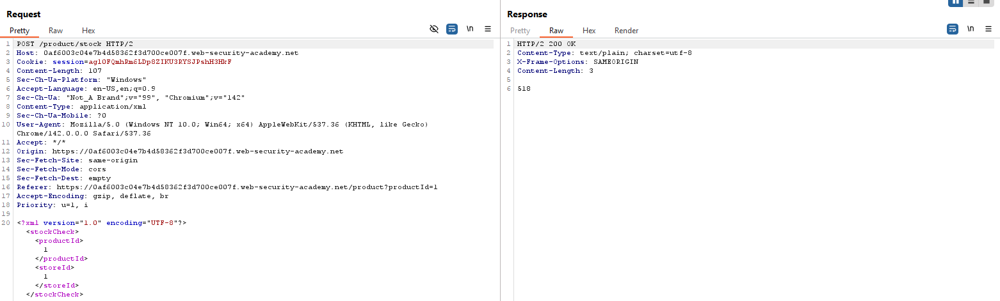 Request
Pretty Raw Hex
\n
1 POST /product/stock HTTP/2
2 Host: 0af6003c04e7b4d58362f3d700ce007f.web-security-academy.net
3 Cookie: session=agl0FQmhRm6LDp8ZIKU3RYSJPshH3HkF
4 Content-Length: 107
5 Sec-Ch-Ua-Platform: "Windows"
6 Accept-Language: en-US,en;q=0.9
7 Sec-Ch-Ua: "Not_A Brand";v="99", "Chromium";v="142"
8 Content-Type: application/xml
9 Sec-Ch-Ua-Mobile: ?0
10 User-Agent: Mozilla/5.0 (Windows NT 10.0; Win64; x64) AppleWebKit/537.36 (KHTML, like Gecko)
Chrome/142.0.0.0 Safari/537.36
11 Accept: */*
12 Origin: https://0af6003c04e7b4d58362f3d700ce007f.web-security-academy.net
13 Sec-Fetch-Site: same-origin
14 Sec-Fetch-Mode: cors
15 Sec-Fetch-Dest: empty
16 Referer: https://0af6003c04e7b4d58362f3d700ce007f.web-security-academy.net/product?productId=1
17 Accept-Encoding: gzip, deflate, br
18 Priority: u=1, i
19
20 <?xml version="1.0" encoding="UTF-8"?>
<stockCheck>
<productId>
1
</productId>
<storeId>
1
</storeId>
</stockCheck>
Response
Pretty Raw Hex Render
\n
1 HTTP/2 200 OK
2 Content-Type: text/plain; charset=utf-8
3 X-Frame-Options: SAMEORIGIN
4 Content-Length: 3
5
6 518